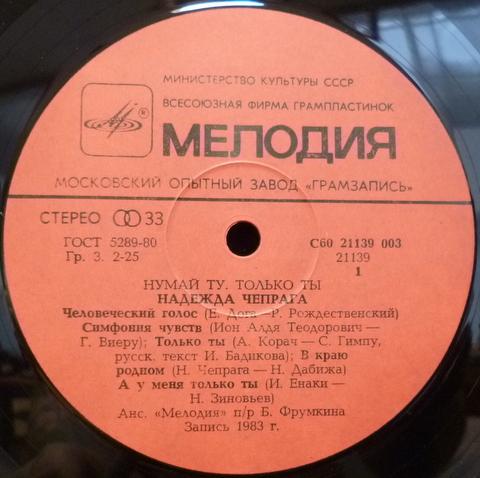 МИНИСТЕРСТВО КУЛЬТУРЫ СССР
ВСЕСОЮЗНАЯ ФИРМА ГРАМПЛАСТИНОК
®
МЕЛОДИЯ
МОСКОВСКИЙ ОПЫТНЫЙ ЗАВОД «ГРАМЗАПИСЬ»
СТЕРЕО 33
ГОСТ 5289-80
Гр. 3. 2-25
С60 21139 003
21139
1
НУМАЙ ТУ. ТОЛЬКО ТЫ
НАДЕЖДА ЧЕПРАГА
Человеческий голос (Е. Дога — Р. Рождественский)
Симфония чувств (Ион Алдя Теодорович —
Г. Виеру); Только ты (А. Корач — С. Гимпу,
русск. текст И. Бадикова); В краю
родном (Н. Чепрага — Н. Дабижа)
А у меня только ты (И. Енаки —
Н. Зиновьев)
Анс. «Мелодия» п/р Б. Фрумкина
Запись 1983 г.